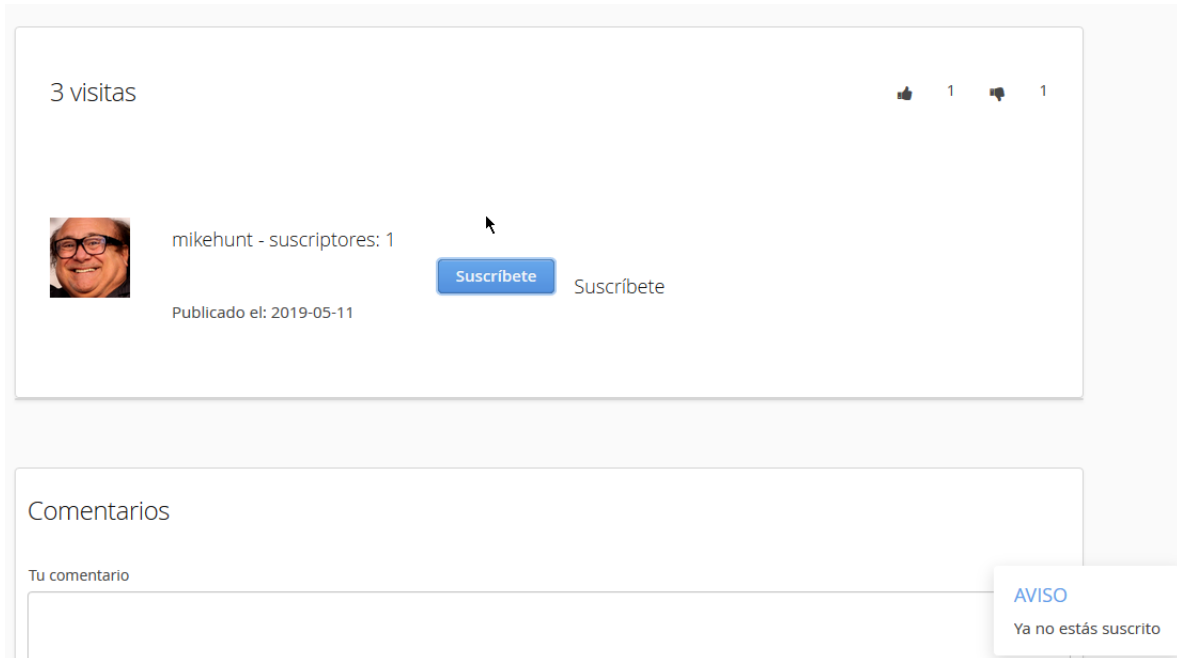 3 visitas
1
1
mikehunt - suscriptores: 1
Suscríbete
Suscríbete
Publicado el: 2019-05-11
Comentarios
Tu comentario
AVISO
Ya no estás suscrito